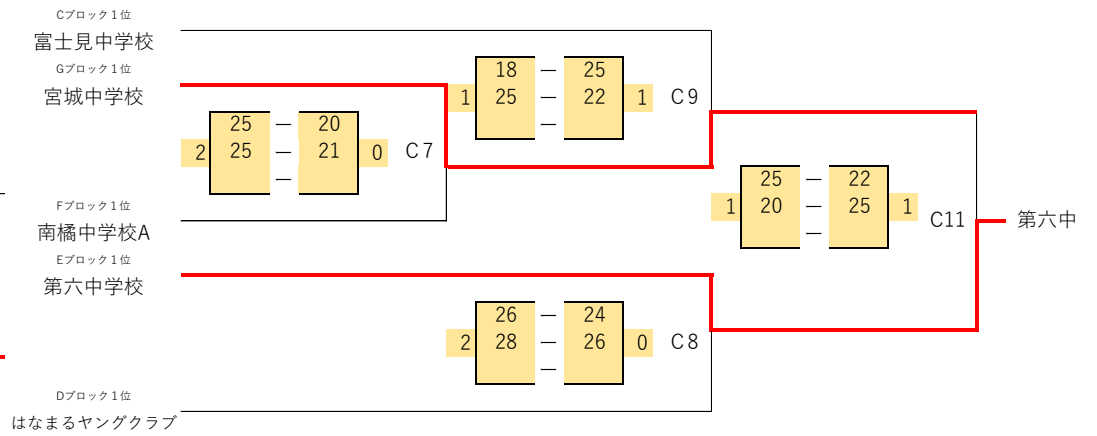 Cブロック1位
富士見中学校
Gブロック1位
宮城中学校
18 — 25
1 25 — 22 1 C9
—
25 — 20
2 25 — 21 0 C7
—
Fブロック1位
南橘中学校A
25 — 22
1 20 — 25 1 C11
—
第六中
Eブロック1位
第六中学校
26 — 24
2 28 — 26 0 C8
—
Dブロック1位
はなまるヤングクラブ